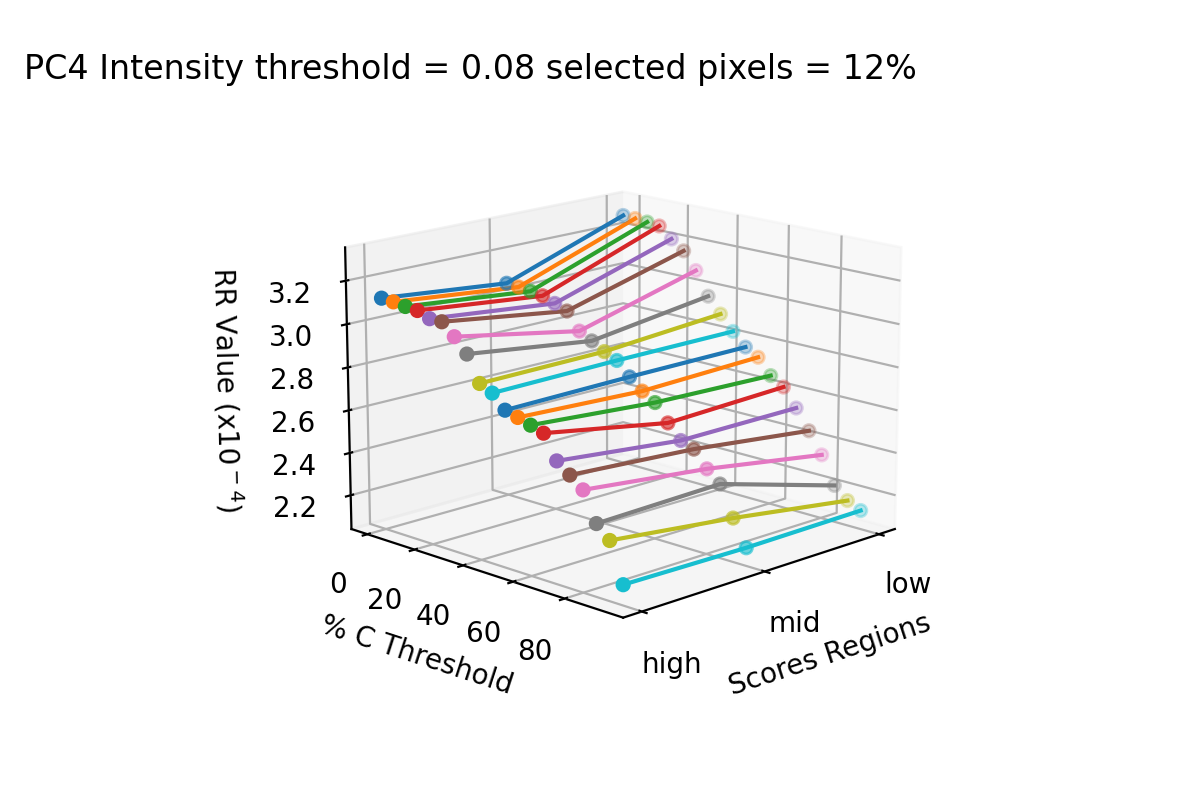 PC4 Intensity threshold = 0.08 selected pixels = 12%
RR Value (x10⁻⁴)
3.2
3.0
2.8
2.6
2.4
2.2
0
20
40
60
80
% C Threshold
high
mid
low
Scores Regions